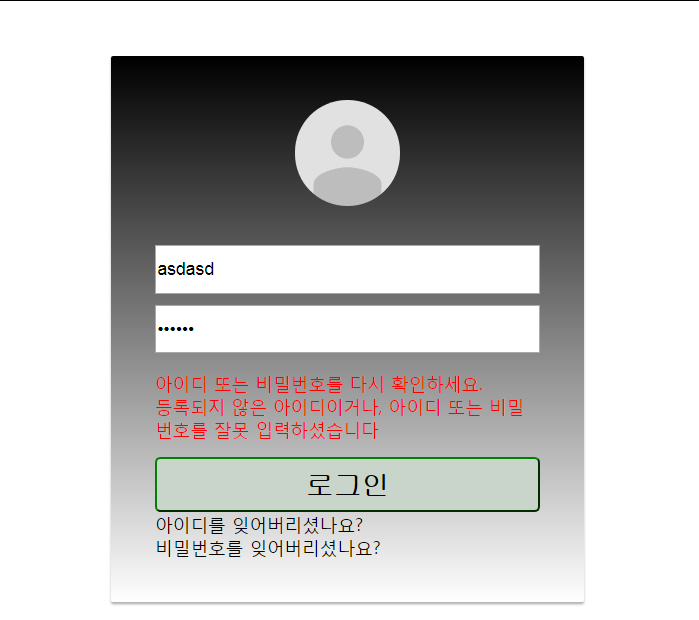 asdasd
••••••
아이디 또는 비밀번호를 다시 확인하세요.
등록되지 않은 아이디이거나, 아이디 또는 비밀
번호를 잘못 입력하셨습니다
로그인
아이디를 잊어버리셨나요?
비밀번호를 잊어버리셨나요?